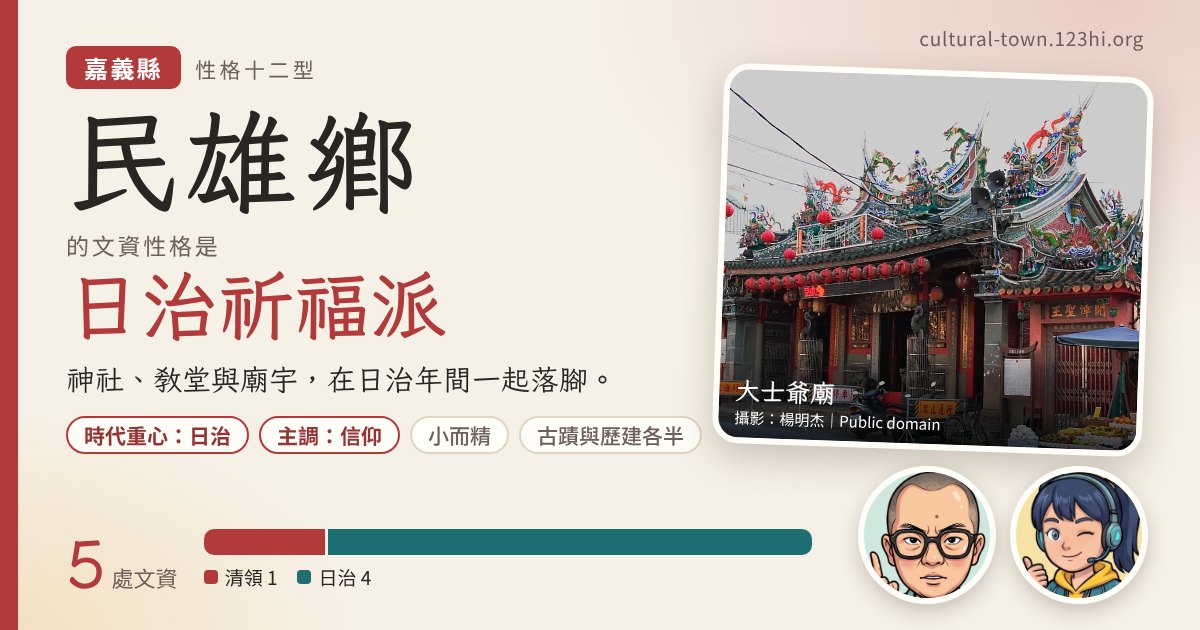 cultural-town.123hi.org
嘉義縣 性格十二型
民雄鄉
的文資性格是
日治祈福派
神社、教堂與廟宇，在日治年間一起落腳。
時代重心：日治 主調：信仰 小而精 古蹟與歷建各半
開漳聖王
大士爺廟
攝影：楊明杰｜Public domain
5 處文資
清領 1 日治 4